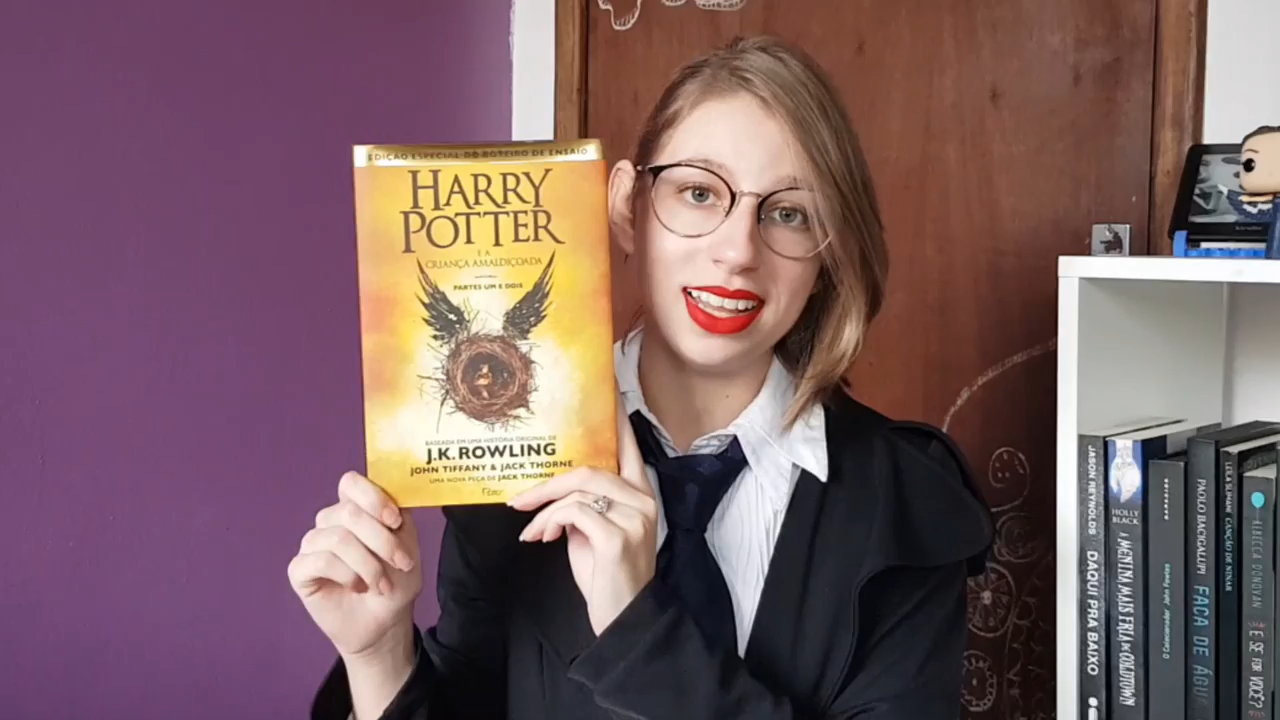 EDIÇÃO ESPECIAL DO ROTEIRO DE ENSAIO
HARRY
POTTER
E A
CRIANÇA AMALDIÇOADA
PARTES UM E DOIS
BASEADA EM UMA HISTÓRIA ORIGINAL DE
J.K. ROWLING
JOHN TIFFANY & JACK THORNE
UMA NOVA PEÇA DE JACK THORNE
JASON REYNOLDS DAQUI PRA BAIXO
HOLLY
BLACK
A MENINA MAIS FRIA DE COLDTOWN
O Colecionador John Fowles
PAOLO BACIGALUPI FACA DE ÁGU
LEÏLA SLIMANI CANÇÃO DE NINAR
REBECCA DONOVAN E SE FOR VOCÊ?